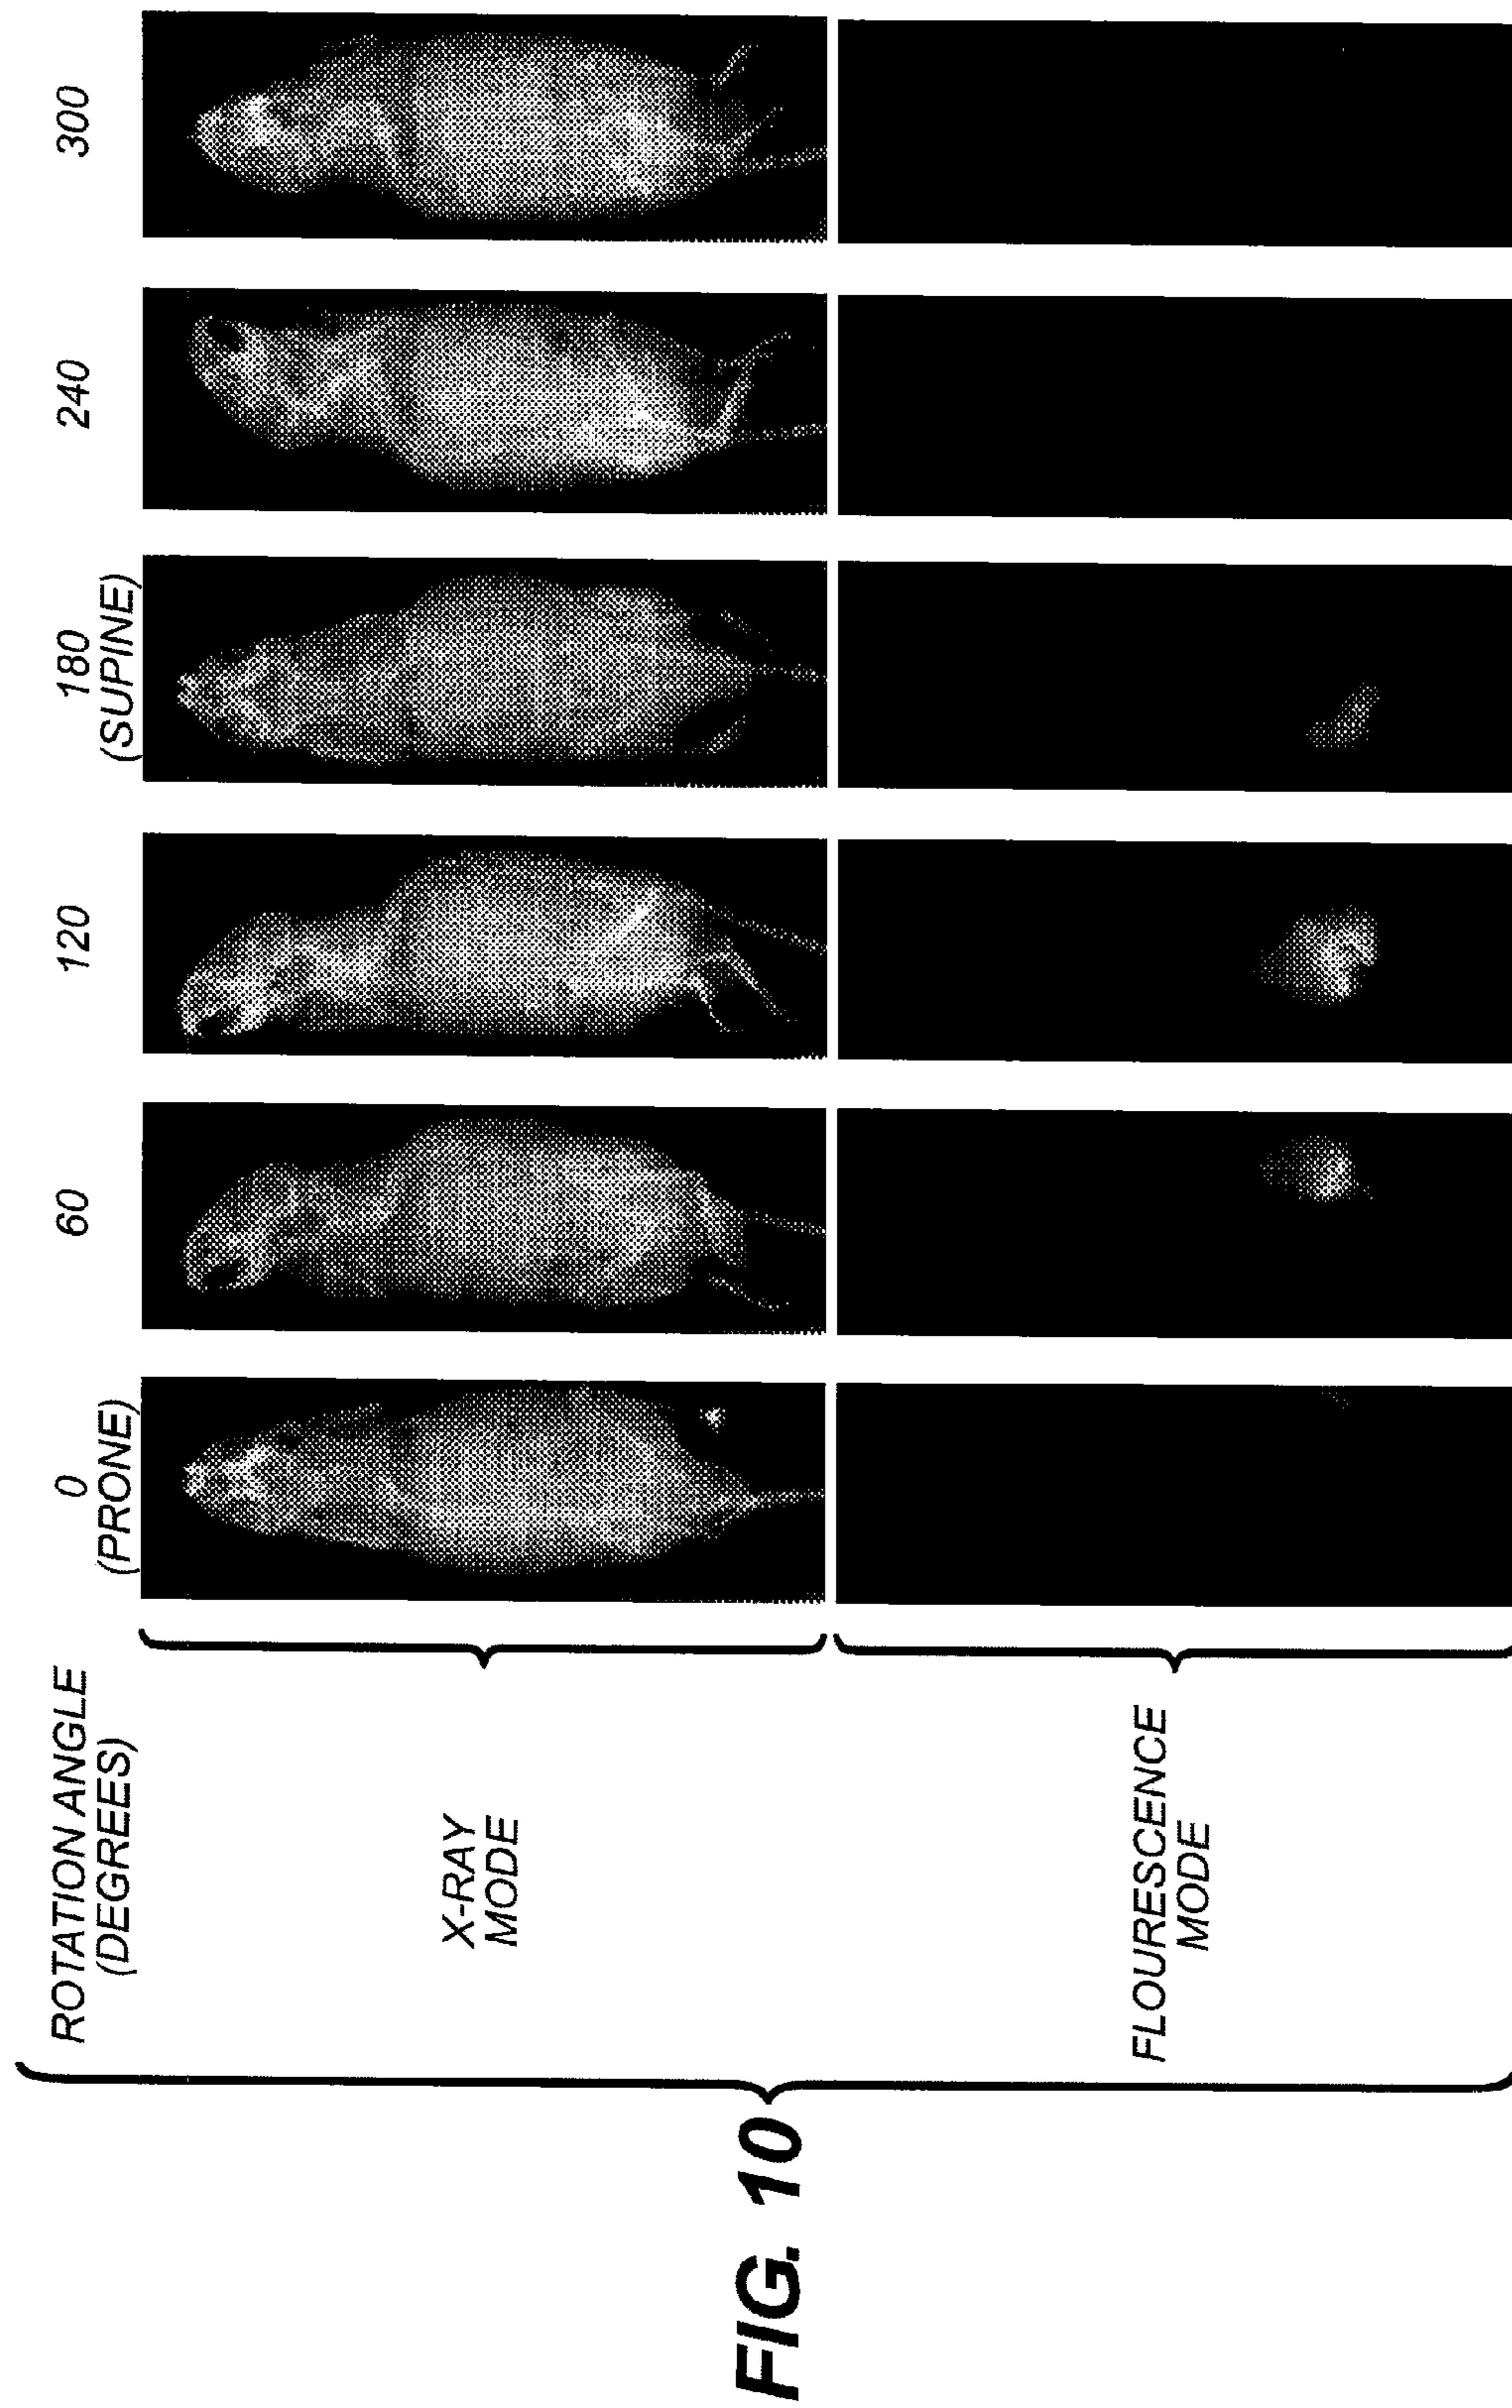 FIG. 10
ROTATION ANGLE
(DEGREES)
0
(PRONE)
60
120
180
(SUPINE)
240
300
X-RAY
MODE
FLOURESCENCE
MODE